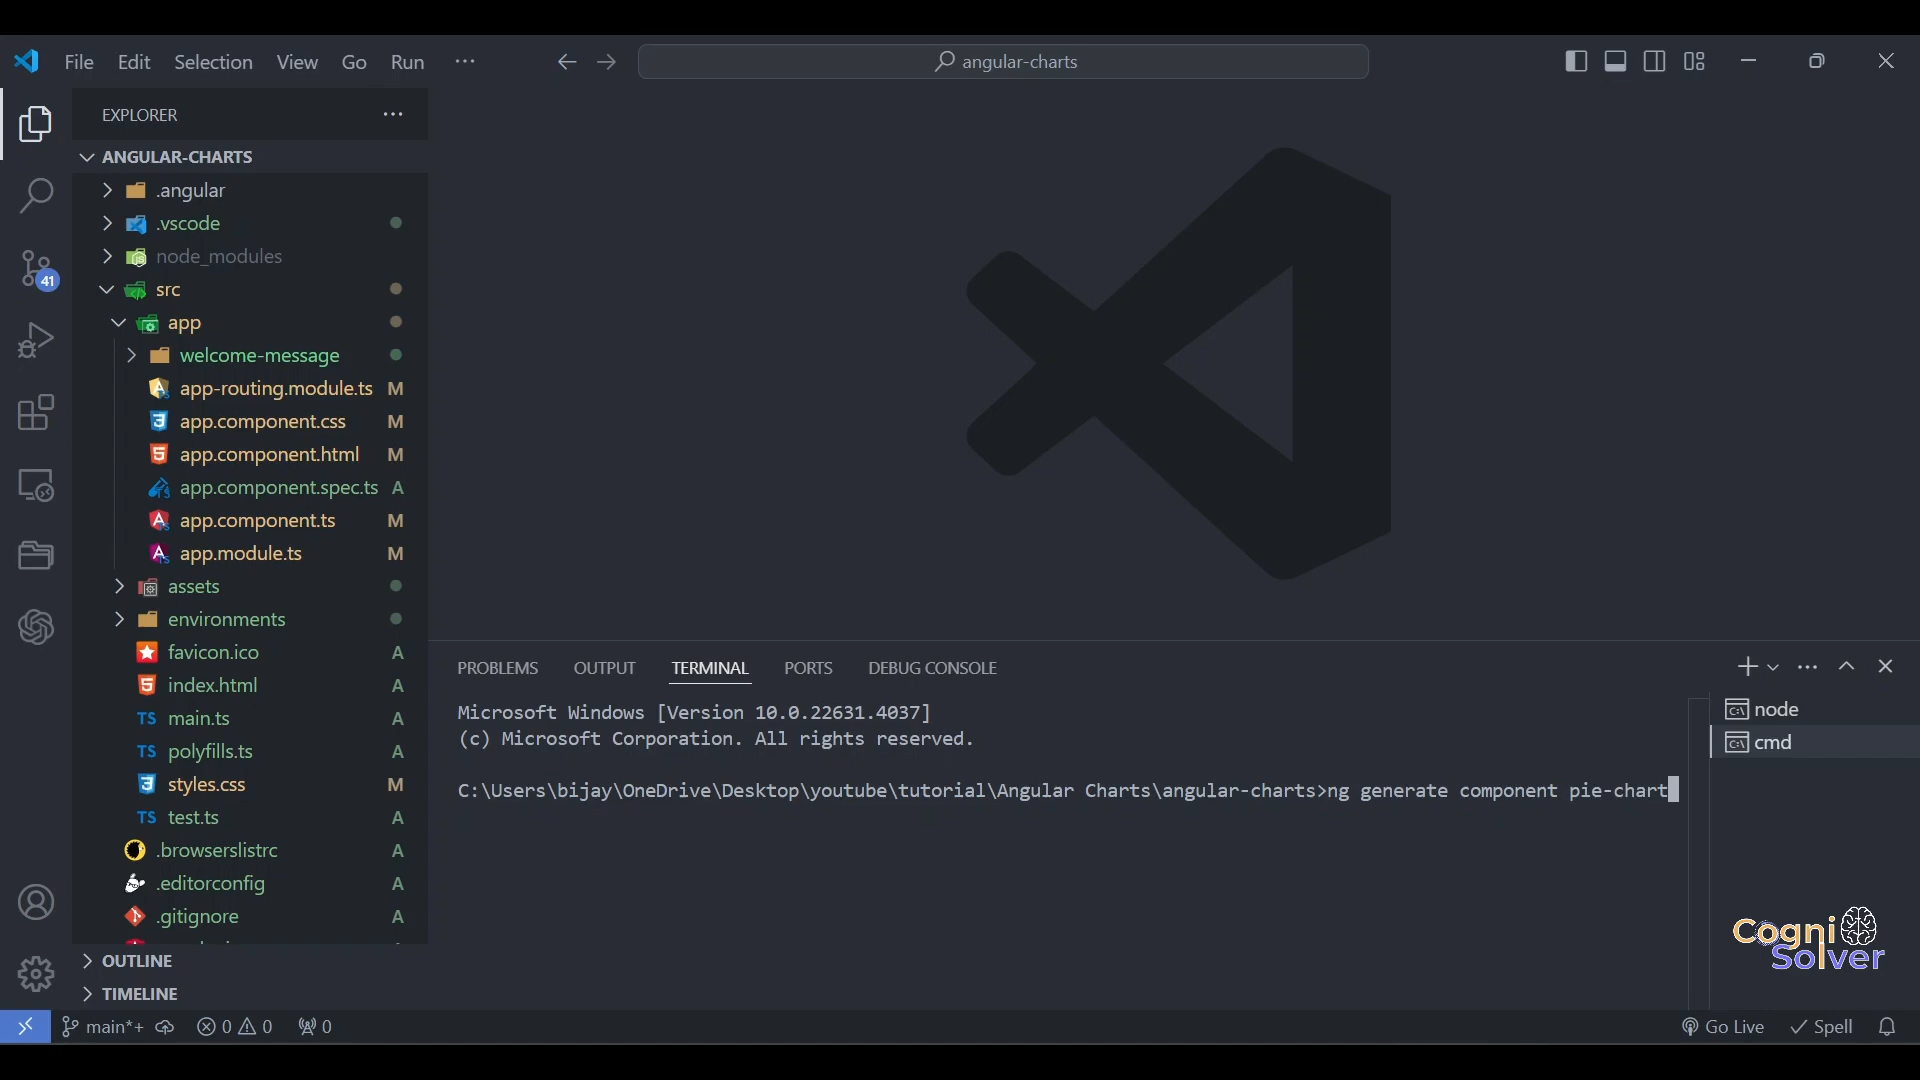 File Edit Selection View Go Run ···
angular-charts
EXPLORER
ANGULAR-CHARTS
.angular
.vscode
node_modules
41
src
app
welcome-message
app-routing.module.ts M
app.component.css M
app.component.html M
app.component.spec.ts A
app.component.ts M
app.module.ts M
assets
environments
favicon.ico A
index.html A
TS main.ts A
TS polyfills.ts A
styles.css M
TS test.ts A
.browserslistrc A
.editorconfig A
.gitignore A
OUTLINE
TIMELINE
PROBLEMS OUTPUT TERMINAL PORTS DEBUG CONSOLE
Microsoft Windows [Version 10.0.22631.4037]
(c) Microsoft Corporation. All rights reserved.
C:\Users\bijay\OneDrive\Desktop\youtube\tutorial\Angular Charts\angular-charts>ng generate component pie-chart
node
cmd
Cogni
Solver
main*+ 0 0 0 Go Live Spell